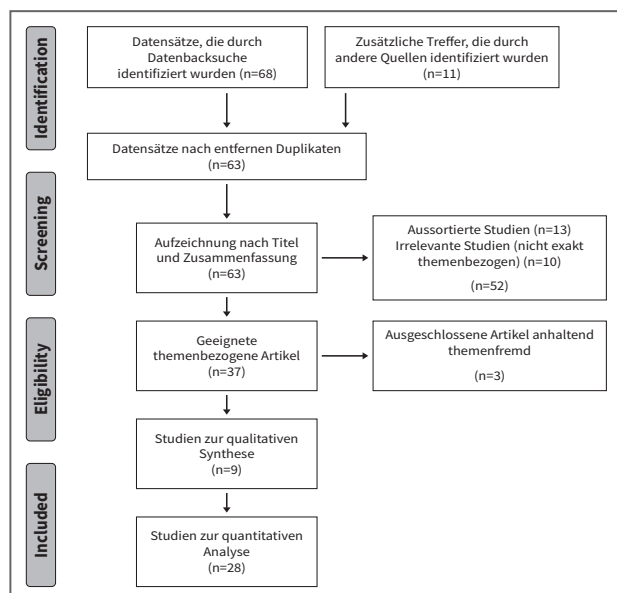 Identification
Datensätze, die durch
Datenbacksuche
identifiziert wurden (n=68)
Zusätzliche Treffer, die durch
andere Quellen identifiziert wurden
(n=11)
Datensätze nach entfernen Duplikaten
(n=63)
Screening
Aufzeichnung nach Titel
und Zusammenfassung
(n=63)
Aussortierte Studien (n=13)
Irrelevante Studien (nicht exakt
themenbezogen) (n=10)
(n=52)
Eligibility
Geeignete
themenbezogene Artikel
(n=37)
Ausgeschlossene Artikel anhaltend
themenfremd
(n=3)
Studien zur qualitativen
Synthese
(n=9)
Included
Studien zur quantitativen
Analyse
(n=28)